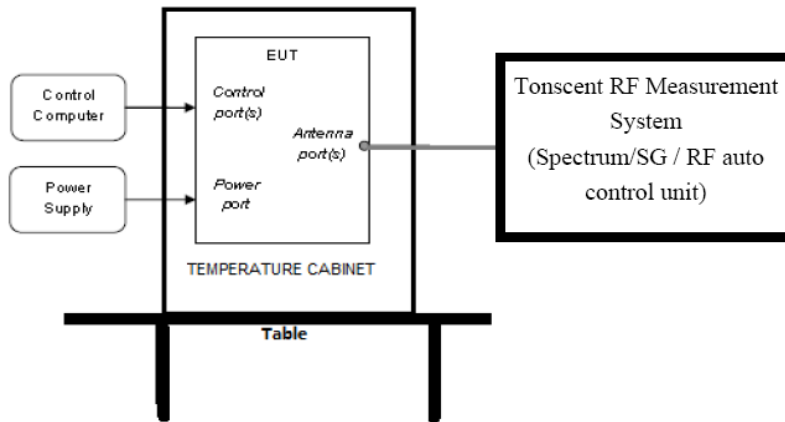 Control
Computer
Power
Supply
EUT
Control
port(s)
Antenna
port(s)
Power
port
TEMPERATURE CABINET
Table
Tonscent RF Measurement
System
(Spectrum/SG / RF auto
control unit)